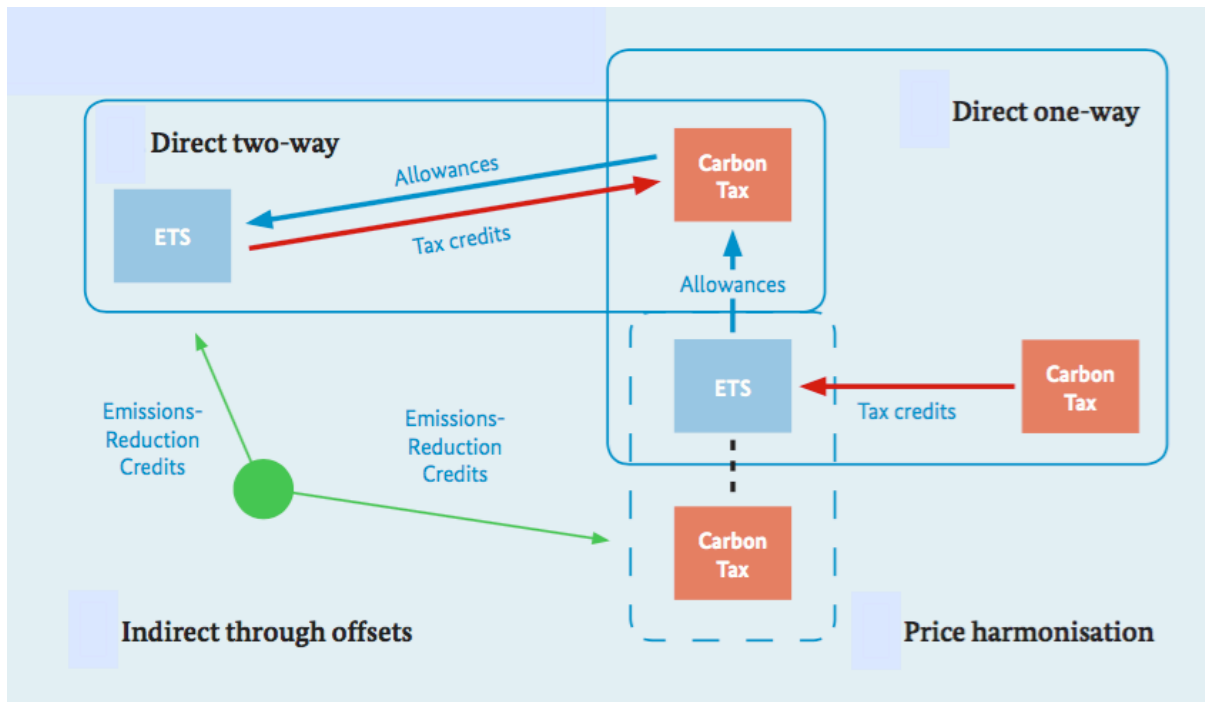 Direct one-way
Direct two-way
Allowances
Carbon
Tax
ETS
Tax credits
Allowances
ETS
Carbon
Tax
Tax credits
Emissions-
Reduction
Credits
Emissions-
Reduction
Credits
Carbon
Tax
Indirect through offsets
Price harmonisation